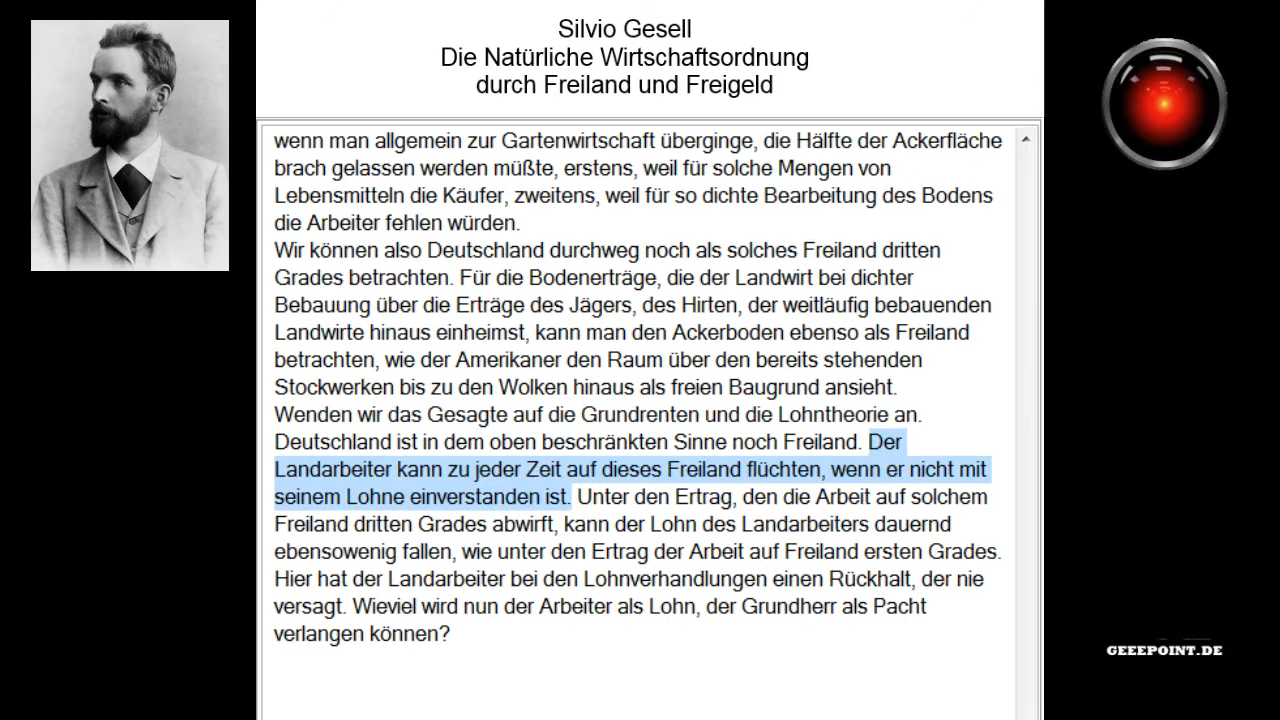 Silvio Gesell
Die Natürliche Wirtschaftsordnung
durch Freiland und Freigeld
wenn man allgemein zur Gartenwirtschaft überginge, die Hälfte der Ackerfläche
brach gelassen werden müßte, erstens, weil für solche Mengen von
Lebensmitteln die Käufer, zweitens, weil für so dichte Bearbeitung des Bodens
die Arbeiter fehlen würden.
Wir können also Deutschland durchweg noch als solches Freiland dritten
Grades betrachten. Für die Bodenerträge, die der Landwirt bei dichter
Bebauung über die Erträge des Jägers, des Hirten, der weitläufig bebauenden
Landwirte hinaus einheimst, kann man den Ackerboden ebenso als Freiland
betrachten, wie der Amerikaner den Raum über den bereits stehenden
Stockwerken bis zu den Wolken hinaus als freien Baugrund ansieht.
Wenden wir das Gesagte auf die Grundrenten und die Lohntheorie an.
Deutschland ist in dem oben beschränkten Sinne noch Freiland. Der
Landarbeiter kann zu jeder Zeit auf dieses Freiland flüchten, wenn er nicht mit
seinem Lohne einverstanden ist. Unter den Ertrag, den die Arbeit auf solchem
Freiland dritten Grades abwirft, kann der Lohn des Landarbeiters dauernd
ebensowenig fallen, wie unter den Ertrag der Arbeit auf Freiland ersten Grades.
Hier hat der Landarbeiter bei den Lohnverhandlungen einen Rückhalt, der nie
versagt. Wieviel wird nun der Arbeiter als Lohn, der Grundherr als Pacht
verlangen können?
GEEEPOINT.DE